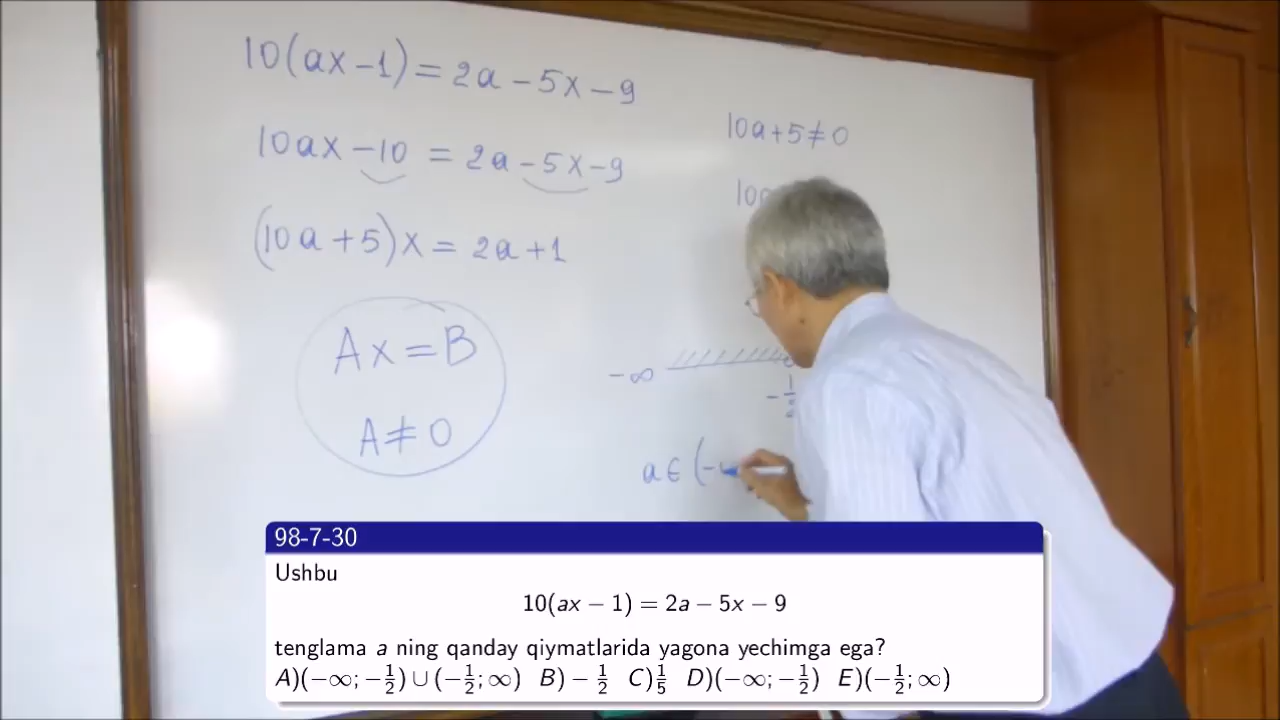 10(ax-1)=2a-5x-9
10ax-10=2a-5x-9
(10a+5)x=2a+1
Ax=B
A≠0
10a+5≠0
10a
-∞
-1/2
a∈(-
98-7-30
Ushbu
10(ax − 1) = 2a − 5x − 9
tenglama a ning qanday qiymatlarida yagona yechimga ega?
A)(−∞; −1/2) ∪ (−1/2; ∞) B) − 1/2 C)1/5 D)(−∞; −1/2) E)(−1/2; ∞)